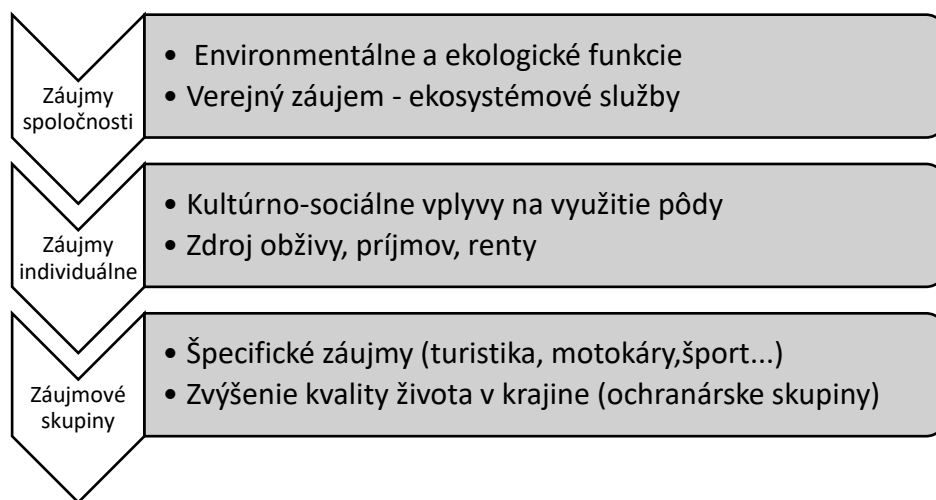 Záujmy
spoločnosti
• Environmentálne a ekologické funkcie
• Verejný záujem - ekosystémové služby
Záujmy
individuálne
• Kultúrno-sociálne vplyvy na využitie pôdy
• Zdroj obživy, príjmov, renty
Záujmové
skupiny
• Špecifické záujmy (turistika, motokáry,šport...)
• Zvýšenie kvality života v krajine (ochranárske skupiny)